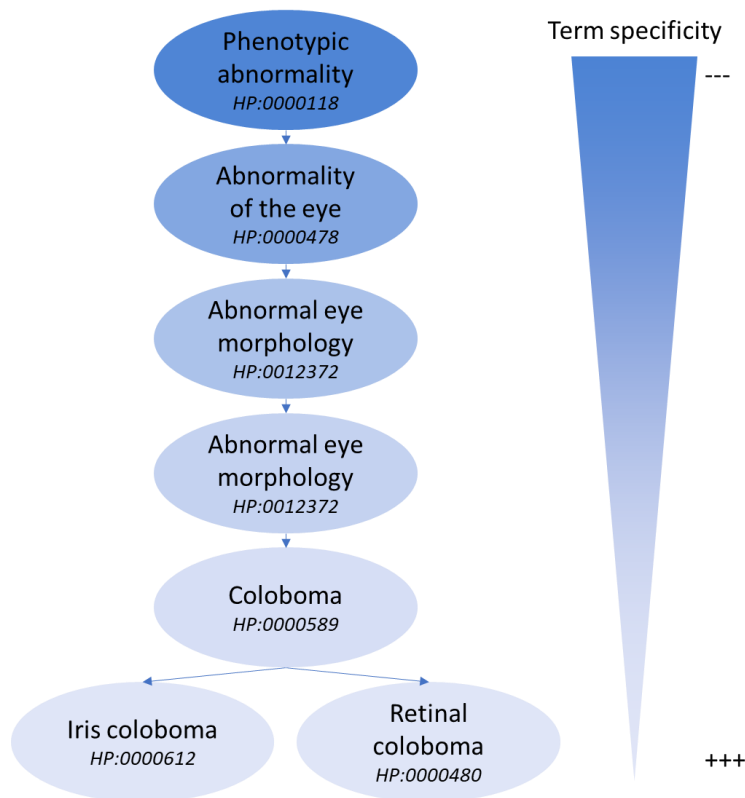 Phenotypic
abnormality
HP:0000118
Term specificity
---
Abnormality
of the eye
HP:0000478
Abnormal eye
morphology
HP:0012372
Abnormal eye
morphology
HP:0012372
Coloboma
HP:0000589
Iris coloboma
HP:0000612
Retinal
coloboma
HP:0000480
+++